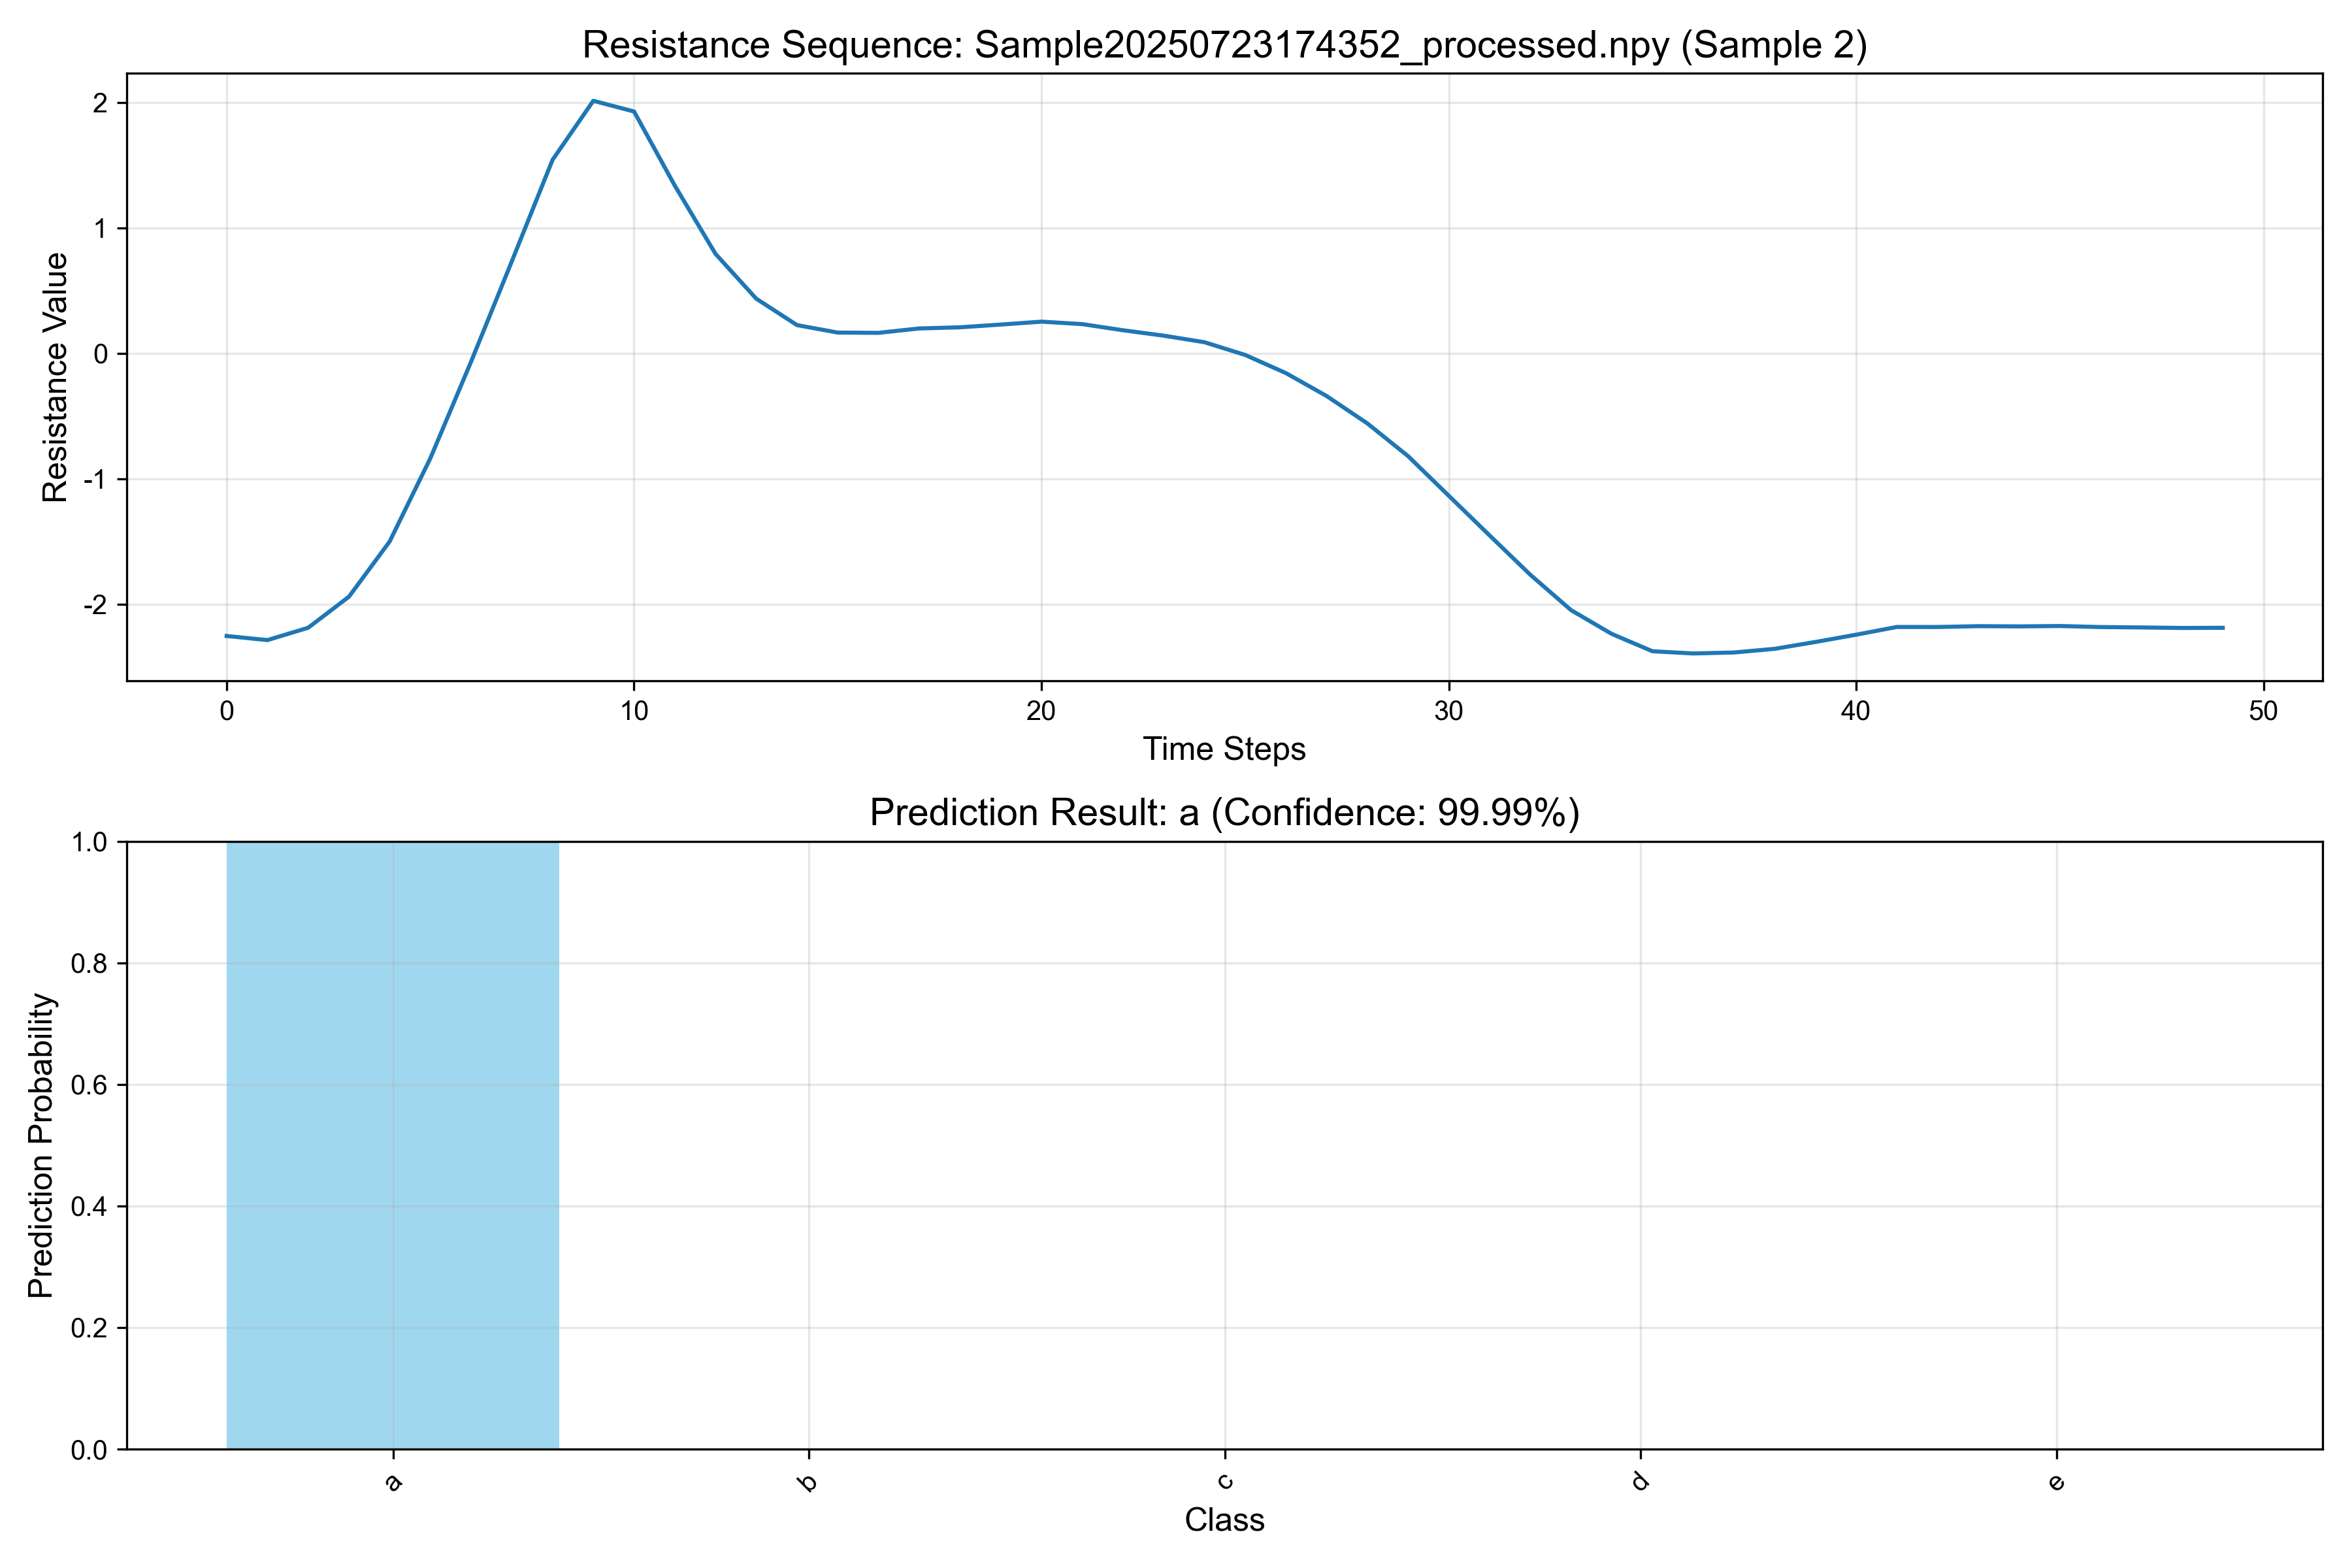 Resistance Sequence: Sample20250723174352_processed.npy (Sample 2)
2
1
0
-1
-2
Resistance Value
0 10 20 30 40 50
Time Steps
Prediction Result: a (Confidence: 99.99%)
1.0
0.8
0.6
0.4
0.2
0.0
Prediction Probability
a b c d e
Class